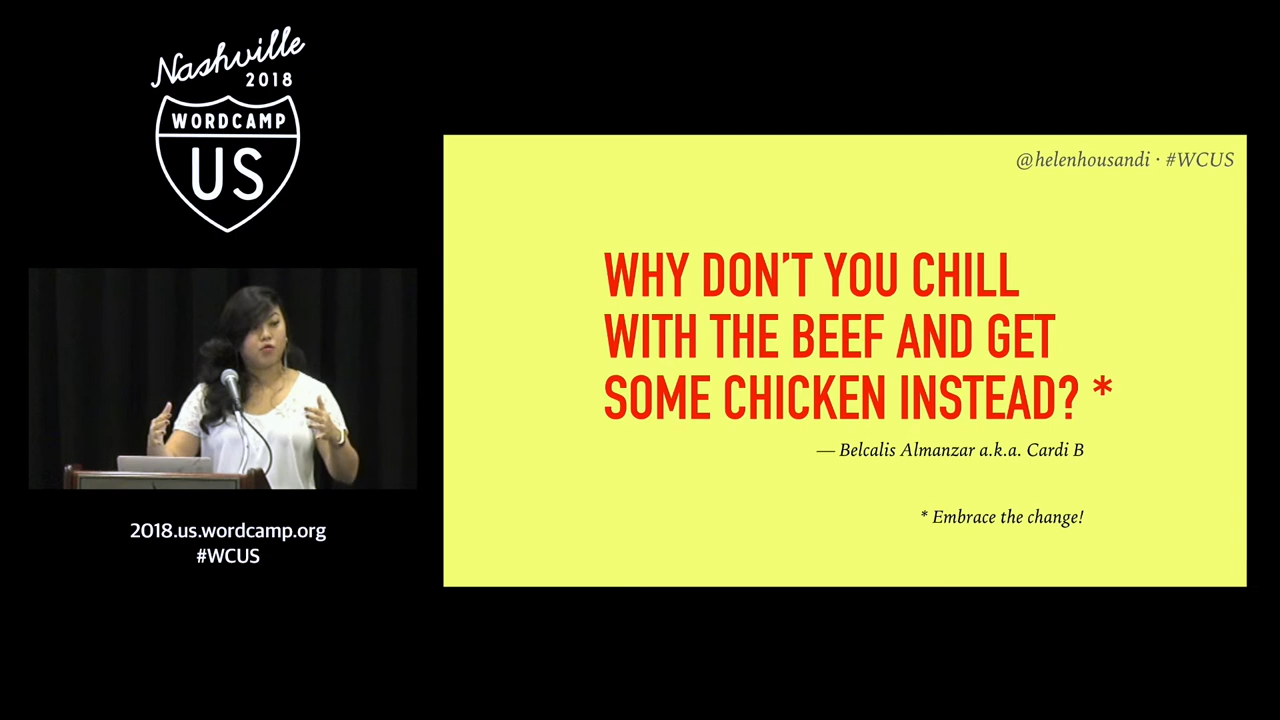 Nashville
2018
WORDCAMP
US
2018.us.wordcamp.org
#WCUS
@helenhousandi · #WCUS
WHY DON’T YOU CHILL
WITH THE BEEF AND GET
SOME CHICKEN INSTEAD? *
— Belcalis Almanzar a.k.a. Cardi B
* Embrace the change!